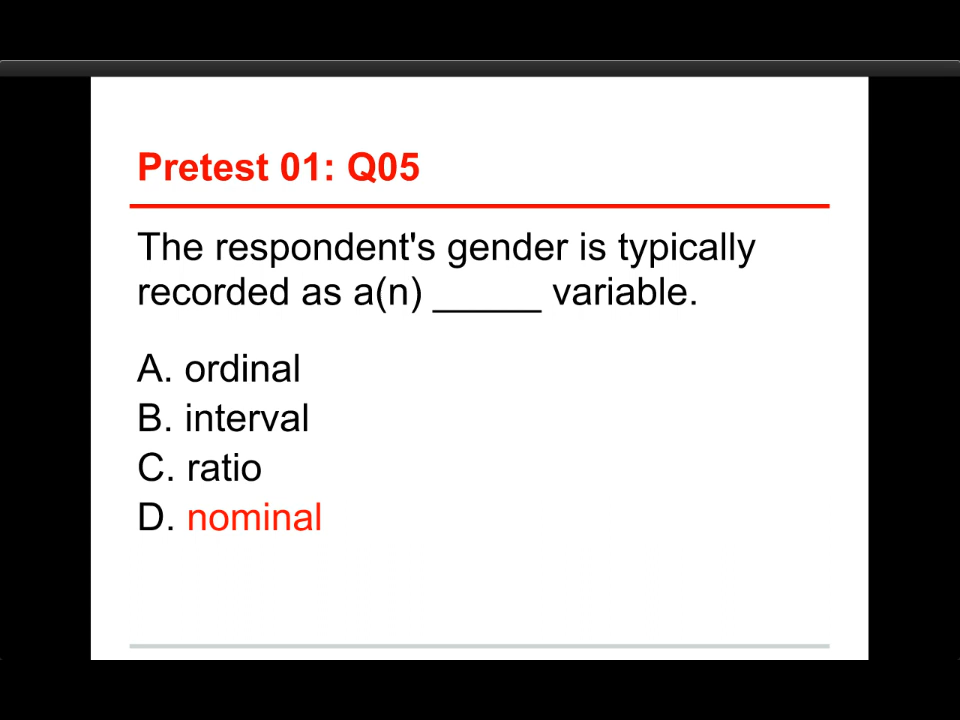 Pretest 01: Q05
The respondent's gender is typically
recorded as a(n) _____ variable.
A. ordinal
B. interval
C. ratio
D. nominal